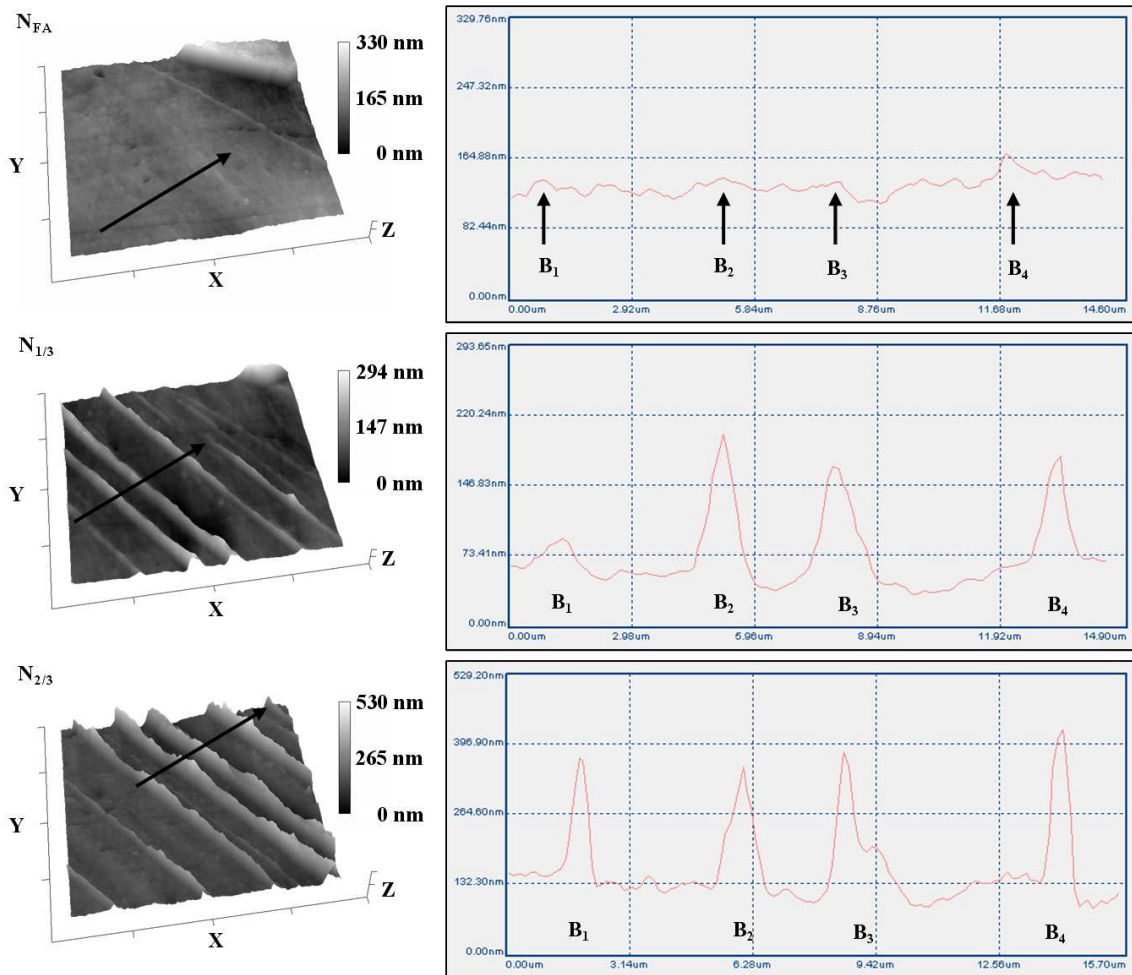 N_FA
330 nm
165 nm
0 nm
Y
X
Z
329.76nm
247.32nm
164.88nm
82.44nm
0.00nm
B₁ B₂ B₃ B₄
0.00um 2.92um 5.84um 8.76um 11.68um 14.60um
N_1/3
294 nm
147 nm
0 nm
Y
X
Z
293.65nm
220.24nm
146.83nm
73.41nm
0.00nm
B₁ B₂ B₃ B₄
0.00um 2.98um 5.96um 8.94um 11.92um 14.90um
N_2/3
530 nm
265 nm
0 nm
Y
X
Z
529.20nm
396.90nm
264.60nm
132.30nm
0.00nm
B₁ B₂ B₃ B₄
0.00um 3.14um 6.28um 9.42um 12.56um 15.70um